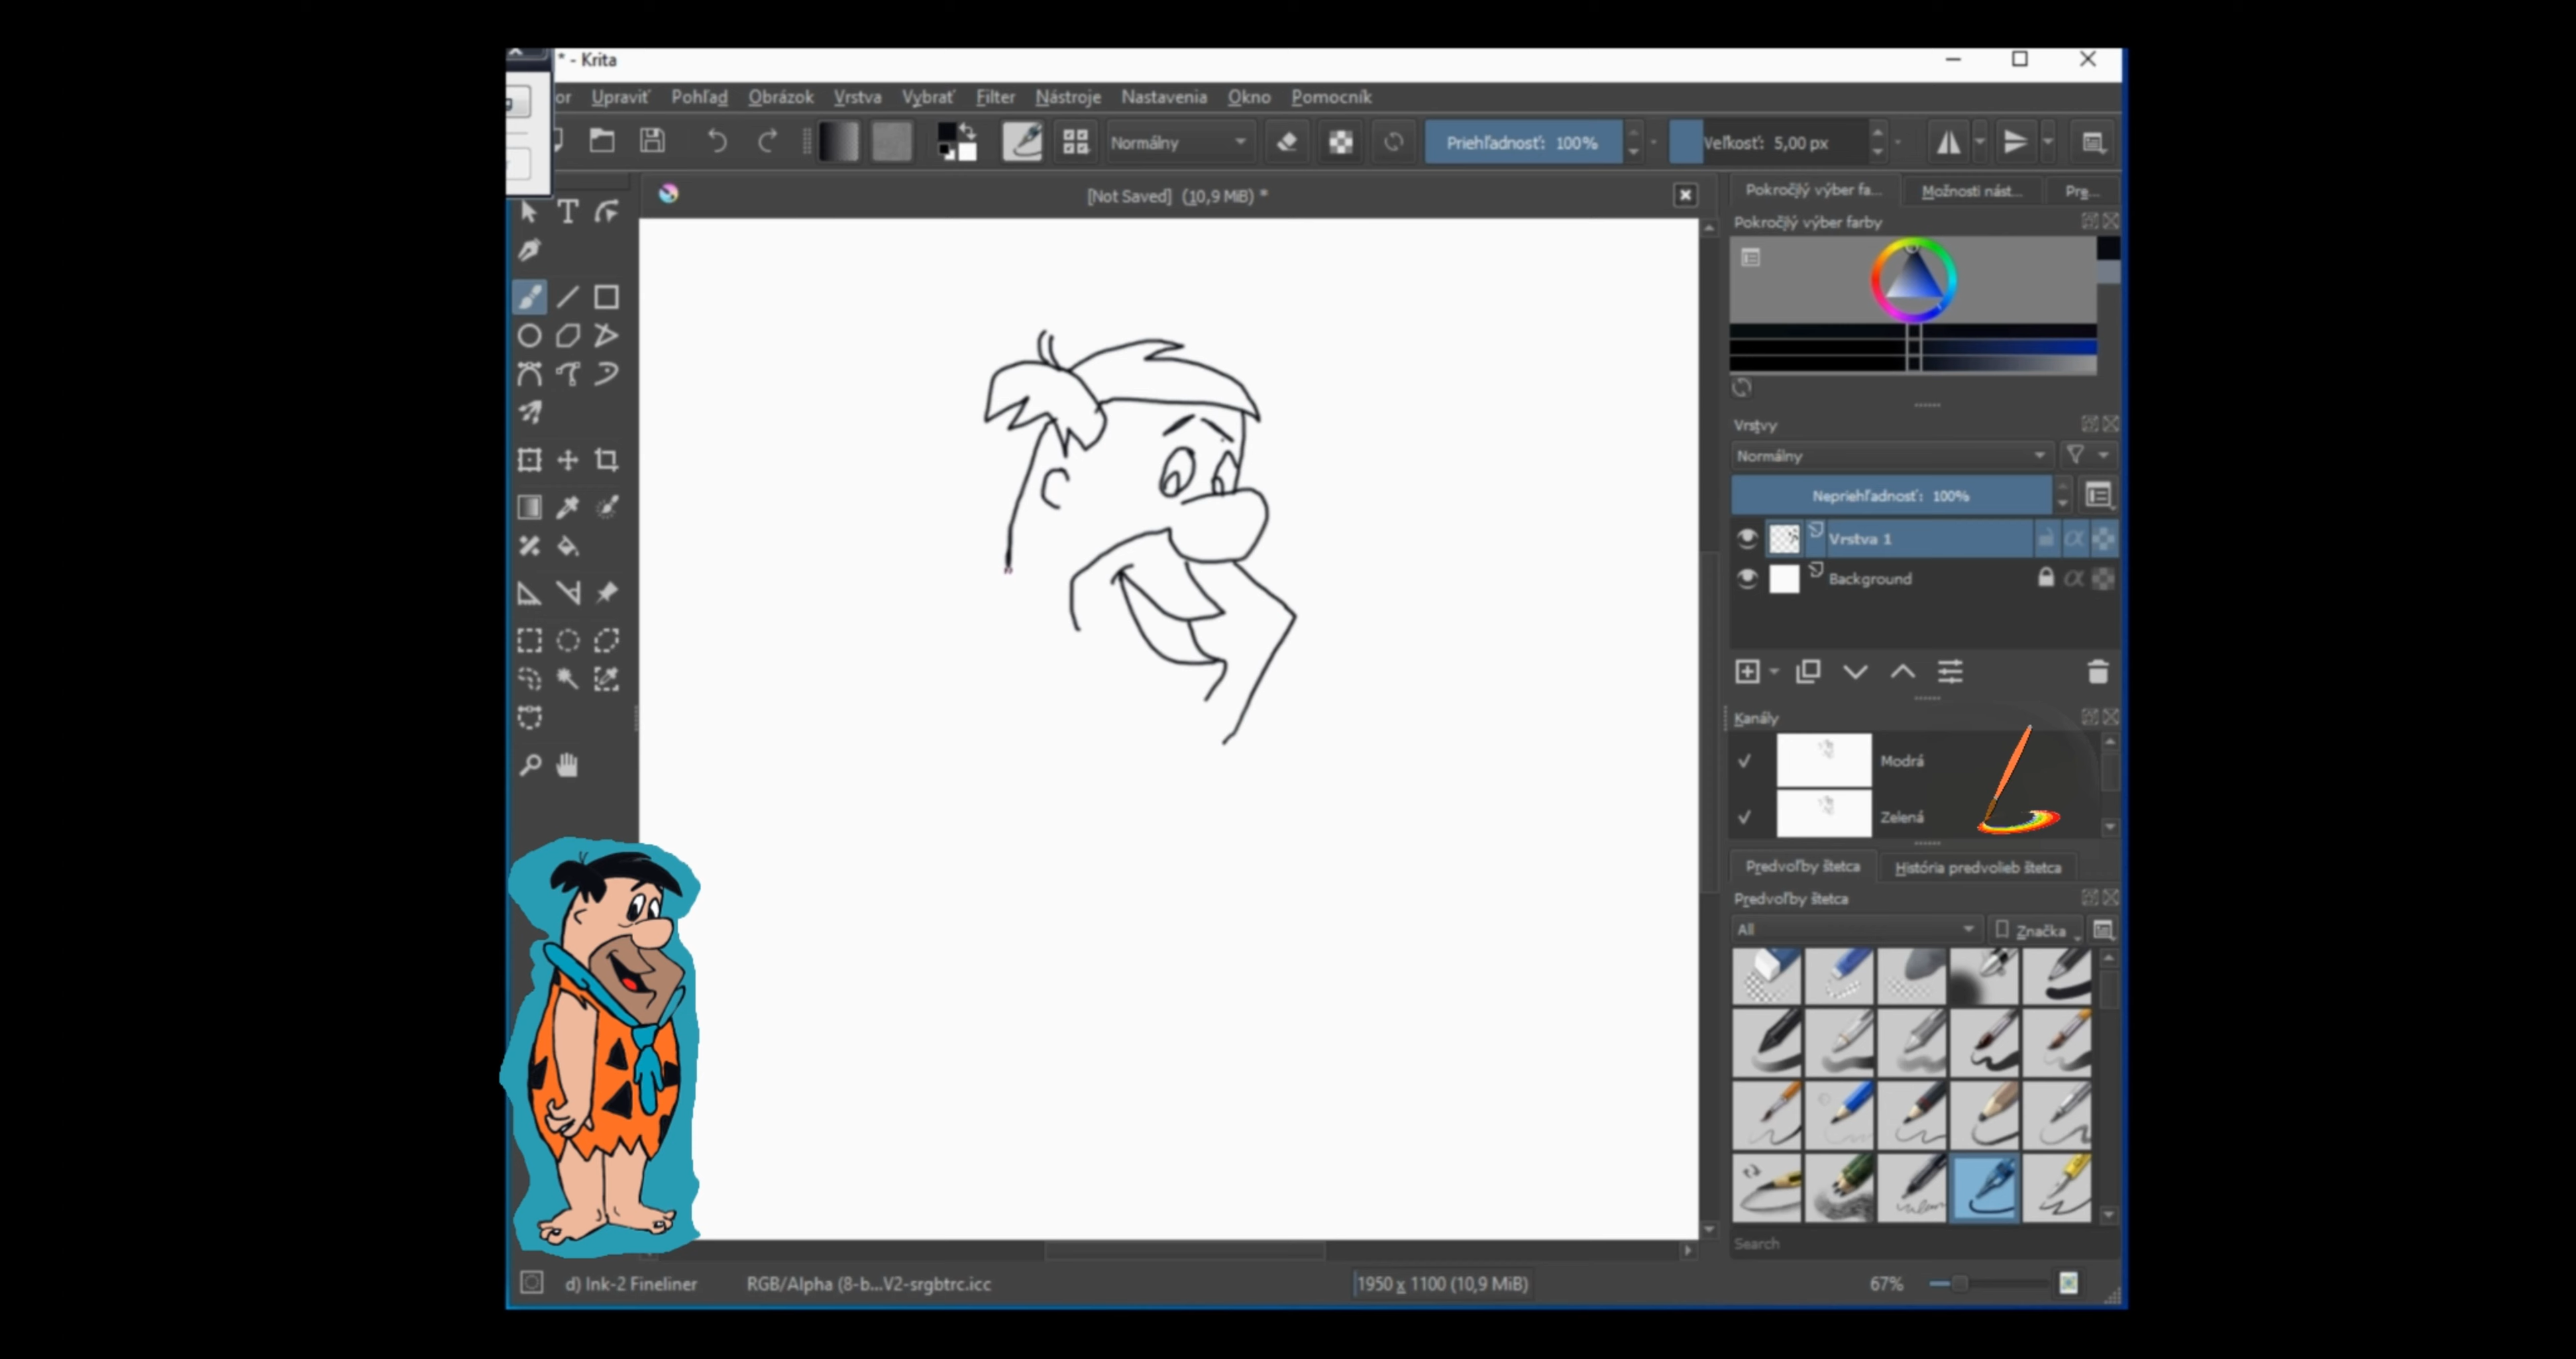 * - Krita
or Upraviť Pohľad Obrázok Vrstva Vybrať Filter Nástroje Nastavenia Okno Pomocník
Normálny Priehľadnosť: 100% Veľkosť: 5,00 px
[Not Saved] (10,9 MiB) *
Pokročilý výber fa... Možnosti nást... Pre...
Pokročilý výber farby
Vrstvy
Normálny
Nepriehľadnosť: 100%
Vrstva 1
Background
Kanály
Modrá
Zelená
Predvoľby štetca História predvolieb štetca
Predvoľby štetca
All Značka
Search
d) Ink-2 Fineliner RGB/Alpha (8-b...V2-srgbtrc.icc 1950 x 1100 (10,9 MiB) 67%